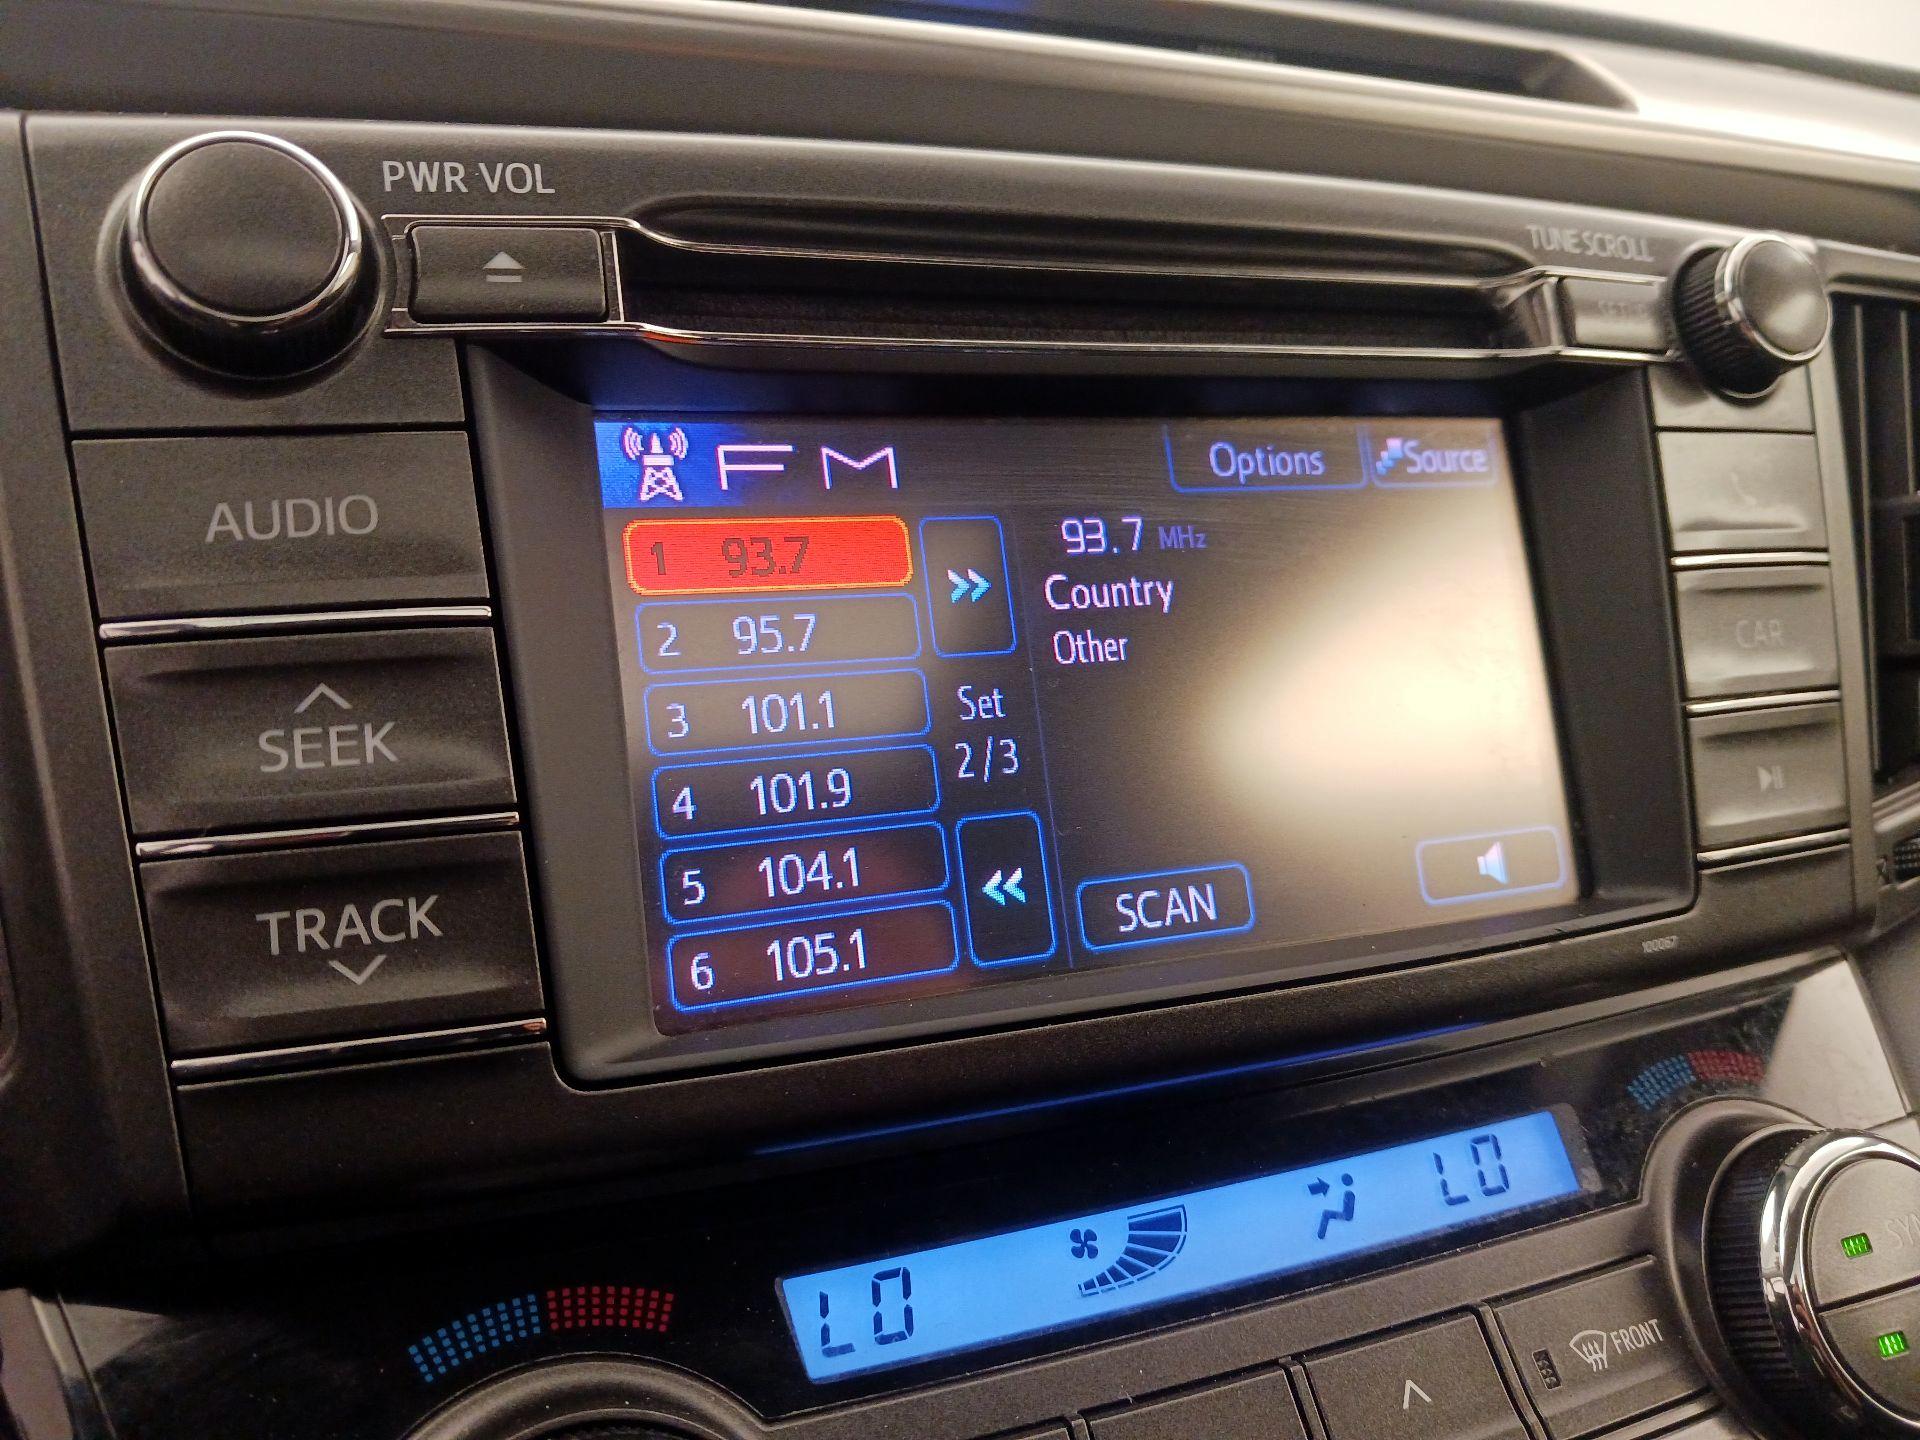 PWR·VOL
TUNE·SCROLL
SETUP
AUDIO
SEEK
TRACK
FM
Options
Source
1 93.7
2 95.7
3 101.1
4 101.9
5 104.1
6 105.1
Set
2/3
93.7 MHz
Country
Other
SCAN
CAR
100067
LO
LO
FRONT